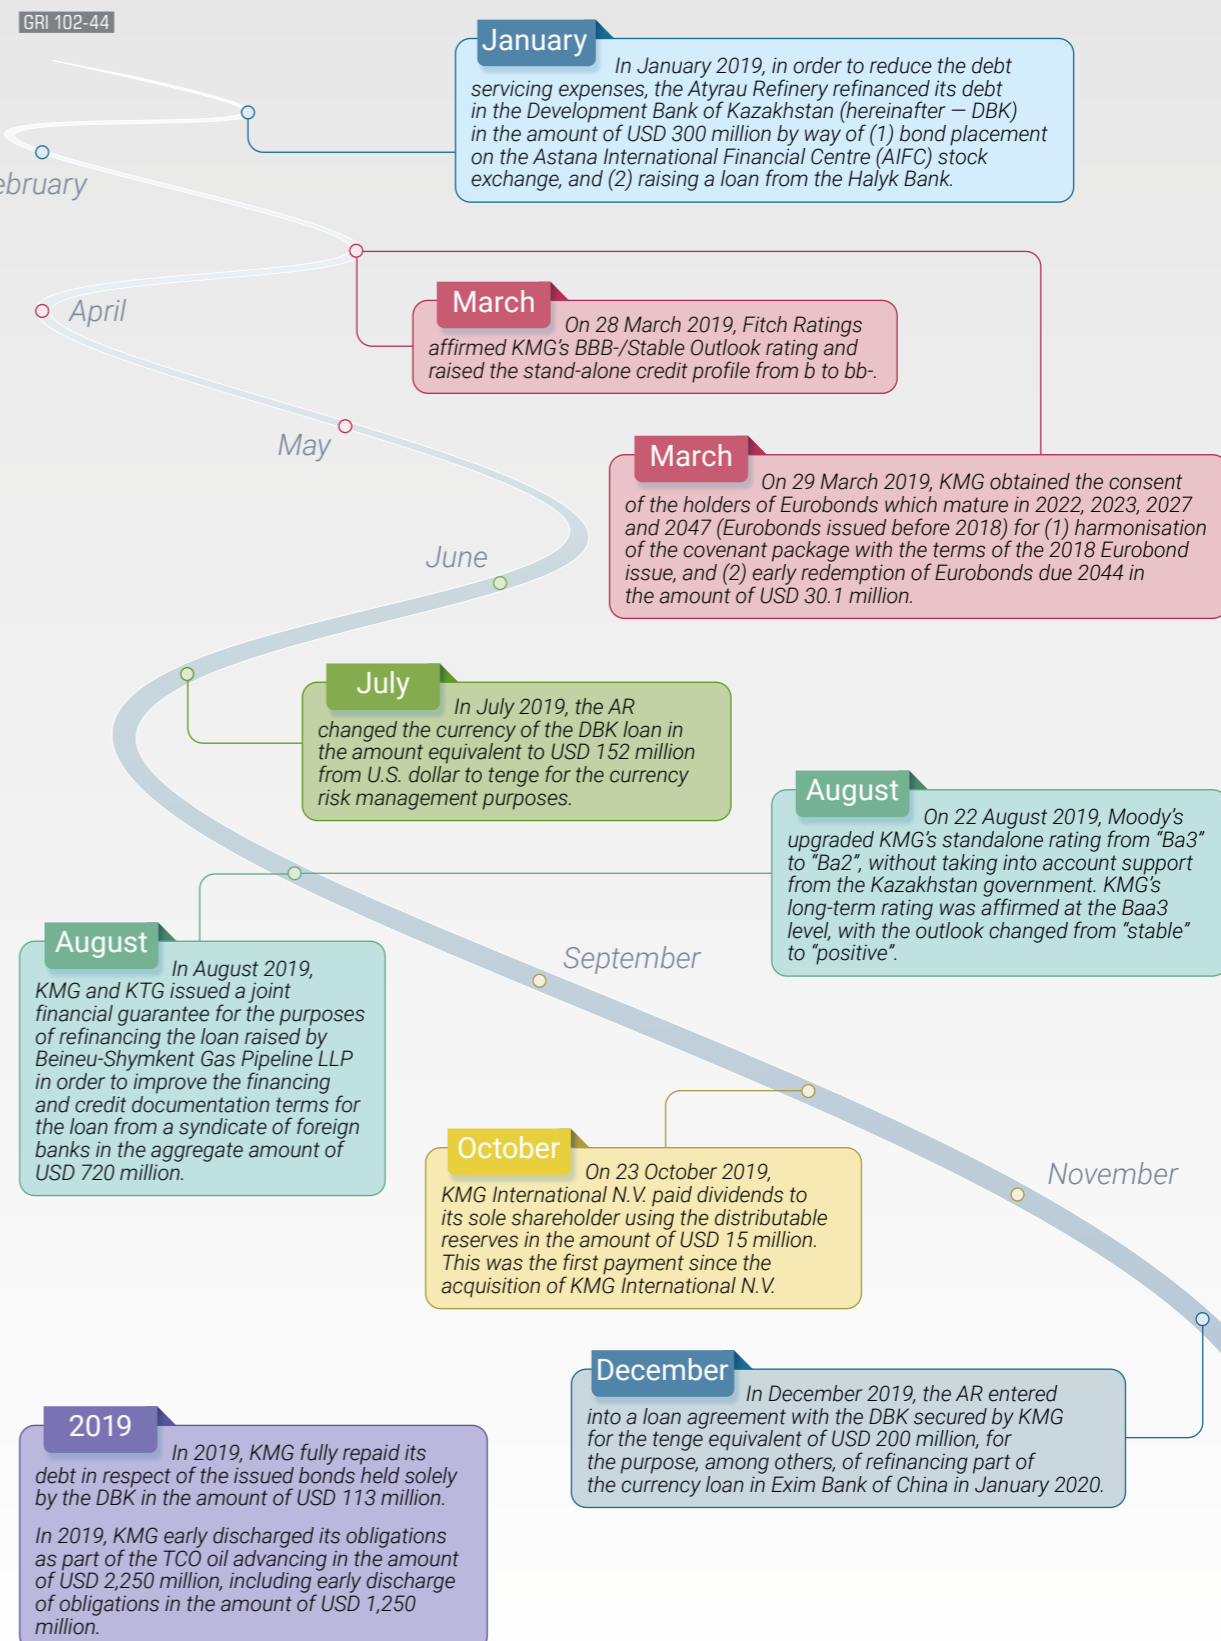 GRI 102-44
January
In January 2019, in order to reduce the debt
servicing expenses, the Atyrau Refinery refinanced its debt
in the Development Bank of Kazakhstan (hereinafter — DBK)
in the amount of USD 300 million by way of (1) bond placement
on the Astana International Financial Centre (AIFC) stock
exchange, and (2) raising a loan from the Halyk Bank.
ebruary
March
On 28 March 2019, Fitch Ratings
affirmed KMG's BBB-/Stable Outlook rating and
raised the stand-alone credit profile from b to bb-.
April
May
March
On 29 March 2019, KMG obtained the consent
of the holders of Eurobonds which mature in 2022, 2023, 2027
and 2047 (Eurobonds issued before 2018) for (1) harmonisation
of the covenant package with the terms of the 2018 Eurobond
issue, and (2) early redemption of Eurobonds due 2044 in
the amount of USD 30.1 million.
June
July
In July 2019, the AR
changed the currency of the DBK loan in
the amount equivalent to USD 152 million
from U.S. dollar to tenge for the currency
risk management purposes.
August
On 22 August 2019, Moody's
upgraded KMG's standalone rating from “Ba3”
to “Ba2”, without taking into account support
from the Kazakhstan government. KMG's
long-term rating was affirmed at the Baa3
level, with the outlook changed from “stable”
to “positive”.
August
In August 2019,
KMG and KTG issued a joint
financial guarantee for the purposes
of refinancing the loan raised by
Beineu-Shymkent Gas Pipeline LLP
in order to improve the financing
and credit documentation terms for
the loan from a syndicate of foreign
banks in the aggregate amount of
USD 720 million.
September
October
On 23 October 2019,
KMG International N.V. paid dividends to
its sole shareholder using the distributable
reserves in the amount of USD 15 million.
This was the first payment since the
acquisition of KMG International N.V.
November
December
In December 2019, the AR entered
into a loan agreement with the DBK secured by KMG
for the tenge equivalent of USD 200 million, for
the purpose, among others, of refinancing part of
the currency loan in Exim Bank of China in January 2020.
2019
In 2019, KMG fully repaid its
debt in respect of the issued bonds held solely
by the DBK in the amount of USD 113 million.
In 2019, KMG early discharged its obligations
as part of the TCO oil advancing in the amount
of USD 2,250 million, including early discharge
of obligations in the amount of USD 1,250
million.